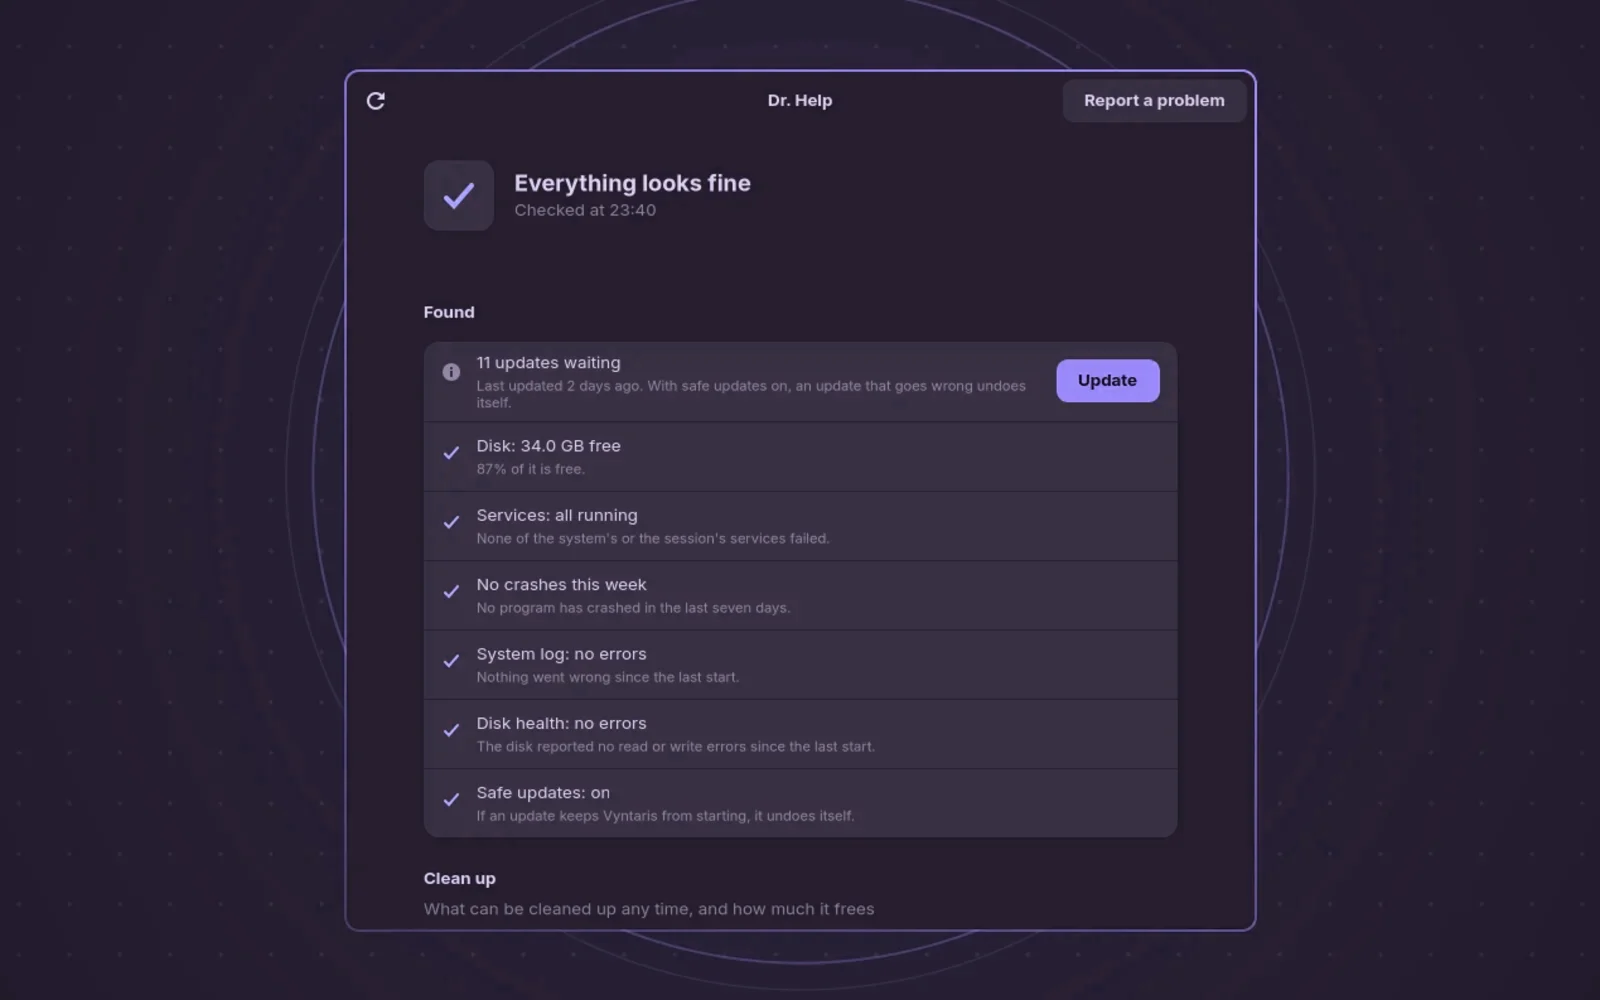 Dr. Help
Report a problem
Everything looks fine
Checked at 23:40
Found
11 updates waiting
Last updated 2 days ago. With safe updates on, an update that goes wrong undoes
itself.
Update
Disk: 34.0 GB free
87% of it is free.
Services: all running
None of the system's or the session's services failed.
No crashes this week
No program has crashed in the last seven days.
System log: no errors
Nothing went wrong since the last start.
Disk health: no errors
The disk reported no read or write errors since the last start.
Safe updates: on
If an update keeps Vyntaris from starting, it undoes itself.
Clean up
What can be cleaned up any time, and how much it frees